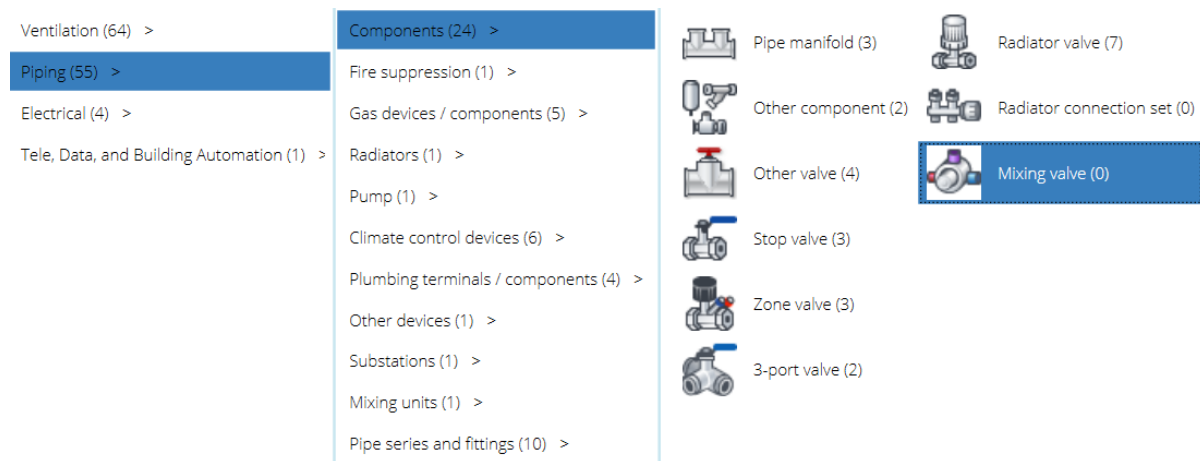 Ventilation (64) >
Piping (55) >
Electrical (4) >
Tele, Data, and Building Automation (1) >
Components (24) >
Fire suppression (1) >
Gas devices / components (5) >
Radiators (1) >
Pump (1) >
Climate control devices (6) >
Plumbing terminals / components (4) >
Other devices (1) >
Substations (1) >
Mixing units (1) >
Pipe series and fittings (10) >
Pipe manifold (3)
Other component (2)
Other valve (4)
Stop valve (3)
Zone valve (3)
3-port valve (2)
Radiator valve (7)
Radiator connection set (0)
Mixing valve (0)